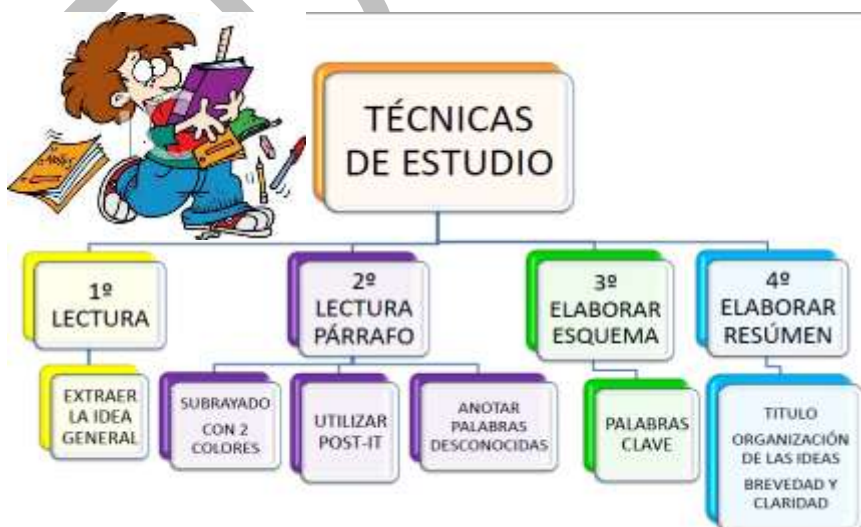 TÉCNICAS
DE ESTUDIO
1º
LECTURA
EXTRAER
LA IDEA
GENERAL
2º
LECTURA
PÁRRAFO
SUBRAYADO
CON 2
COLORES
UTILIZAR
POST-IT
ANOTAR
PALABRAS
DESCONOCIDAS
3º
ELABORAR
ESQUEMA
PALABRAS
CLAVE
4º
ELABORAR
RESÚMEN
TITULO
ORGANIZACIÓN
DE LAS IDEAS
BREVEDAD Y
CLARIDAD